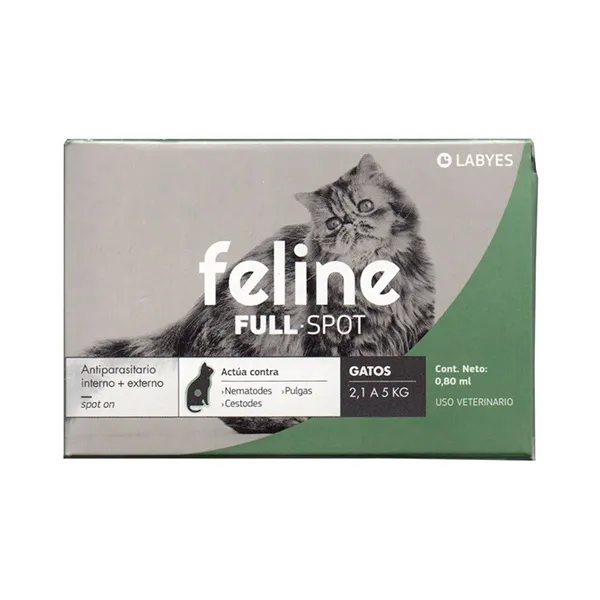 LABYES
feline
FULL·SPOT
Antiparasitario
interno + externo
spot on
Actúa contra
›Nematodes ›Pulgas
›Cestodes
GATOS
2,1 A 5 KG
Cont. Neto:
0,80 ml
USO VETERINARIO